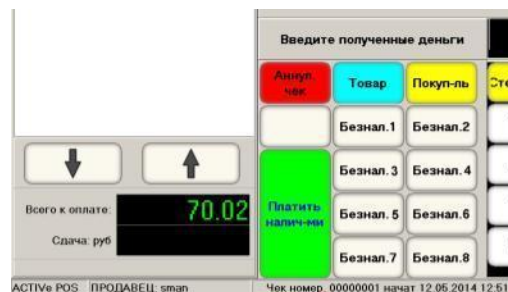 Введите полученные деньги
Аннул. чек
Товар
Покуп-ль
Безнал.1
Безнал.2
Безнал.3
Безнал.4
Платить налич-ми
Безнал.5
Безнал.6
Безнал.7
Безнал.8
Всего к оплате:
70.02
Сдача: руб
ACTIVe POS
ПРОДАВЕЦ: sman
Чек номер. 00000001 начат 12.05.2014 12:51